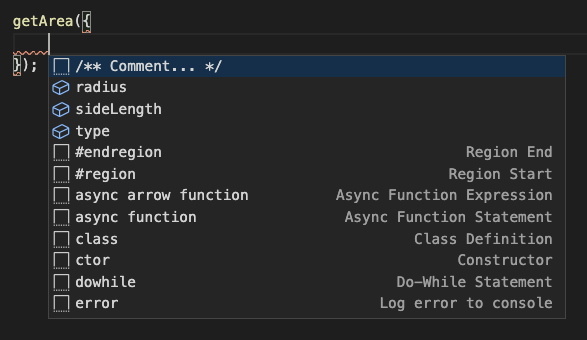 getArea({
/** Comment... */
radius
sideLength
type
#endregion Region End
#region Region Start
async arrow function Async Function Expression
async function Async Function Statement
class Class Definition
ctor Constructor
dowhile Do-While Statement
error Log error to console
});